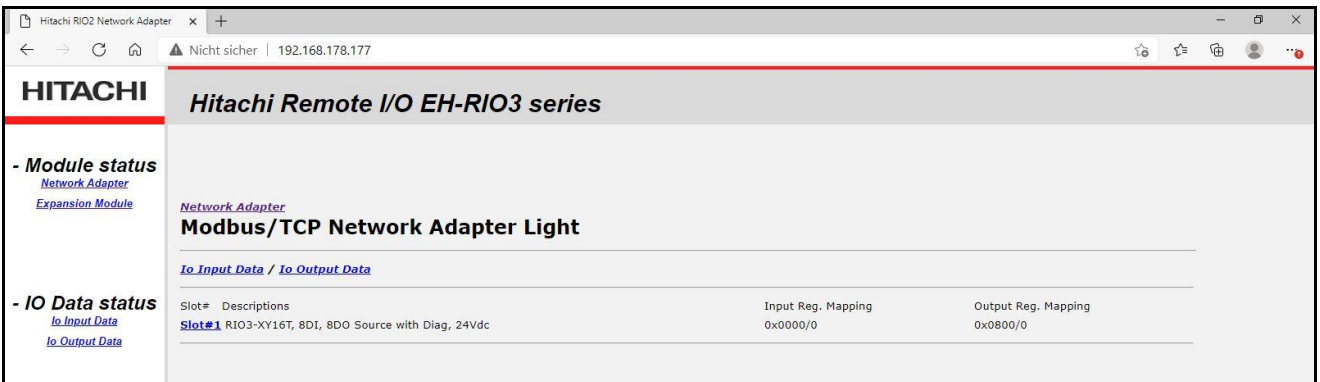 Hitachi RIO2 Network Adapter
Nicht sicher | 192.168.178.177
HITACHI
Hitachi Remote I/O EH-RIO3 series
- Module status
Network Adapter
Expansion Module
- IO Data status
Io Input Data
Io Output Data
Network Adapter
Modbus/TCP Network Adapter Light
Io Input Data / Io Output Data
Slot# Descriptions Input Reg. Mapping Output Reg. Mapping
Slot#1 RIO3-XY16T, 8DI, 8DO Source with Diag, 24Vdc 0x0000/0 0x0800/0